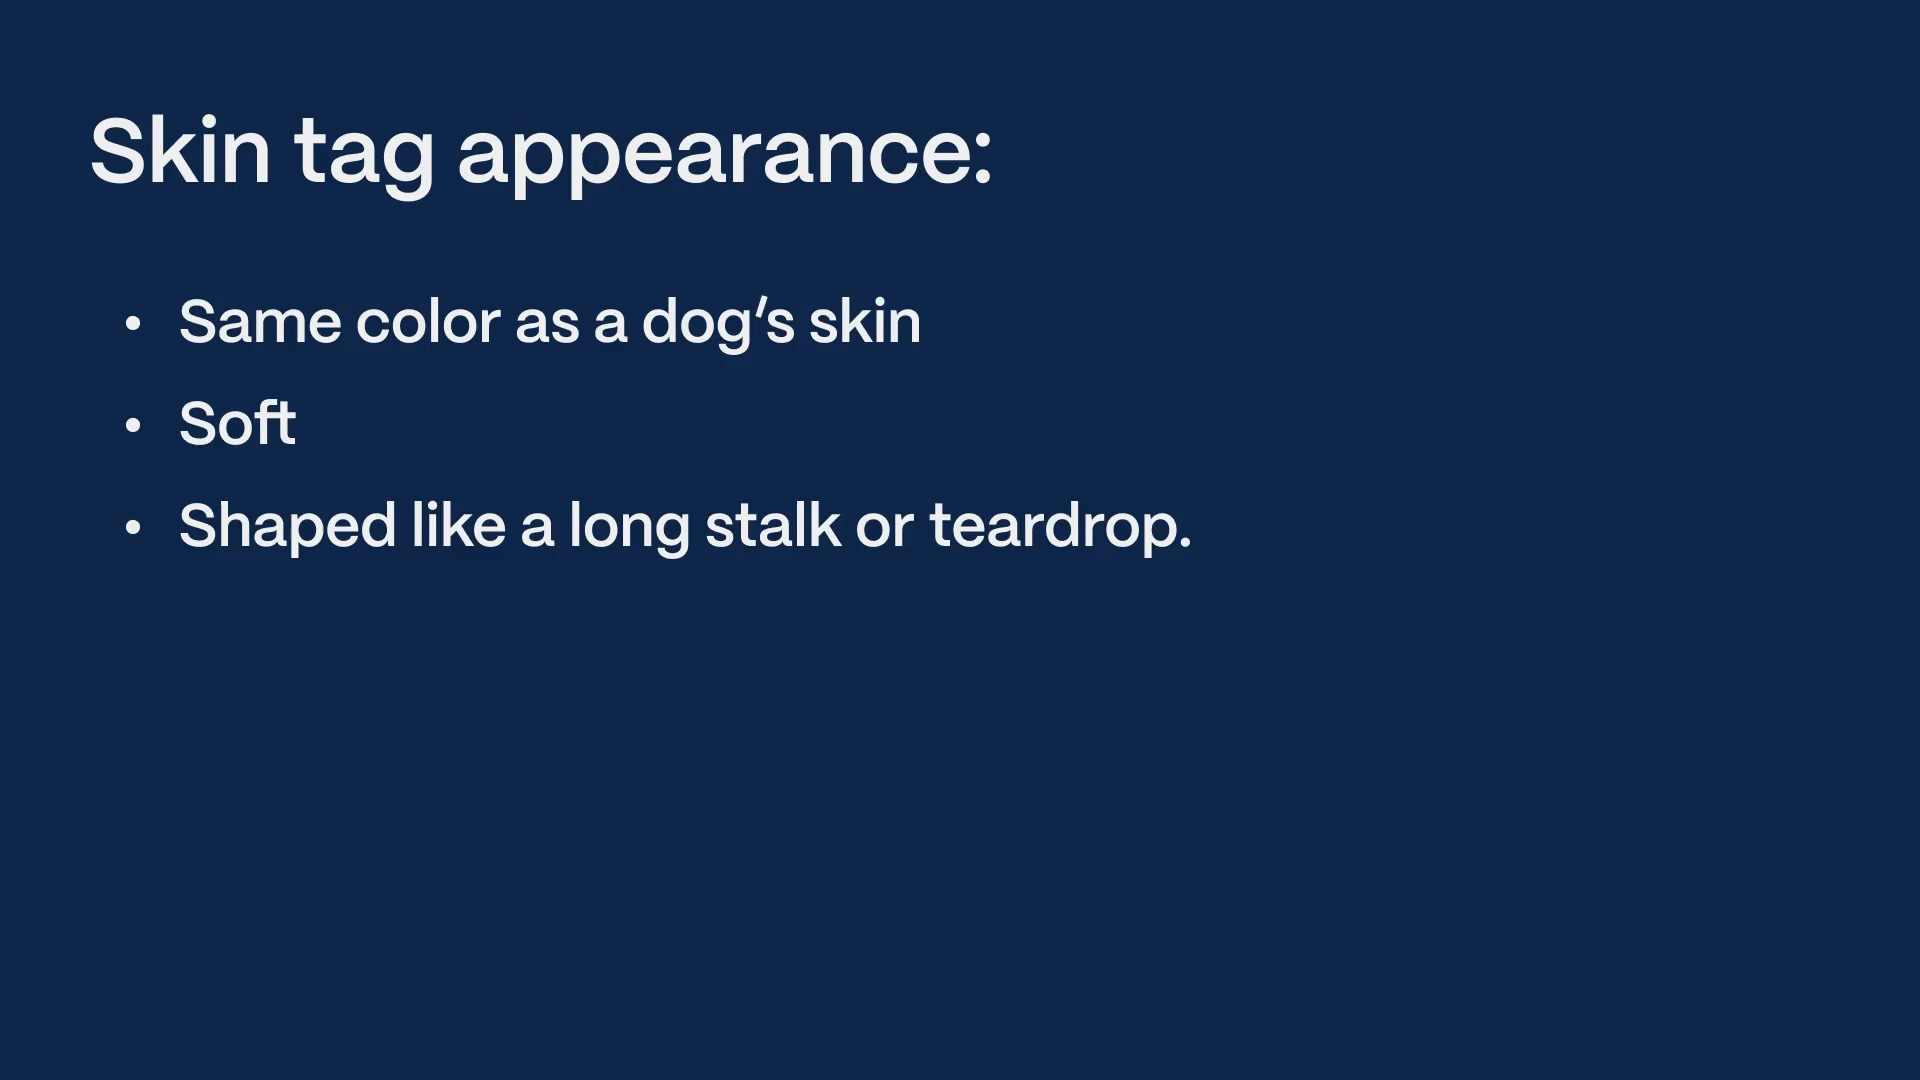 Skin tag appearance:
• Same color as a dog's skin
• Soft
• Shaped like a long stalk or teardrop.